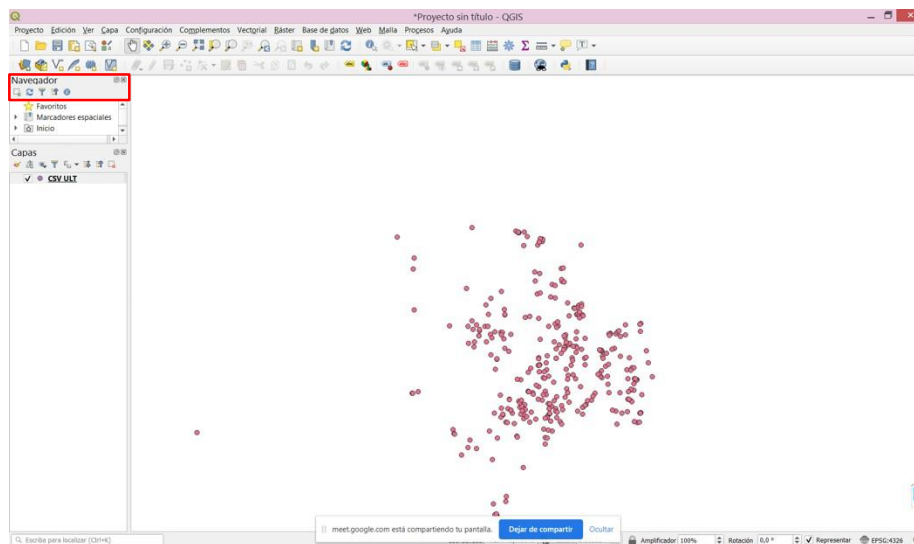 *Proyecto sin título - QGIS
Proyecto Edición Ver Capa Configuración Complementos Vectorial Ráster Base de datos Web Malla Procesos Ayuda
Navegador
Favoritos
Marcadores espaciales
Inicio
Capas
CSV ULT
meet.google.com está compartiendo tu pantalla.
Dejar de compartir
Ocultar
Escriba para localizar (Ctrl+K)
Amplificador 100% Rotación 0,0 ° Representar EPSG:4326